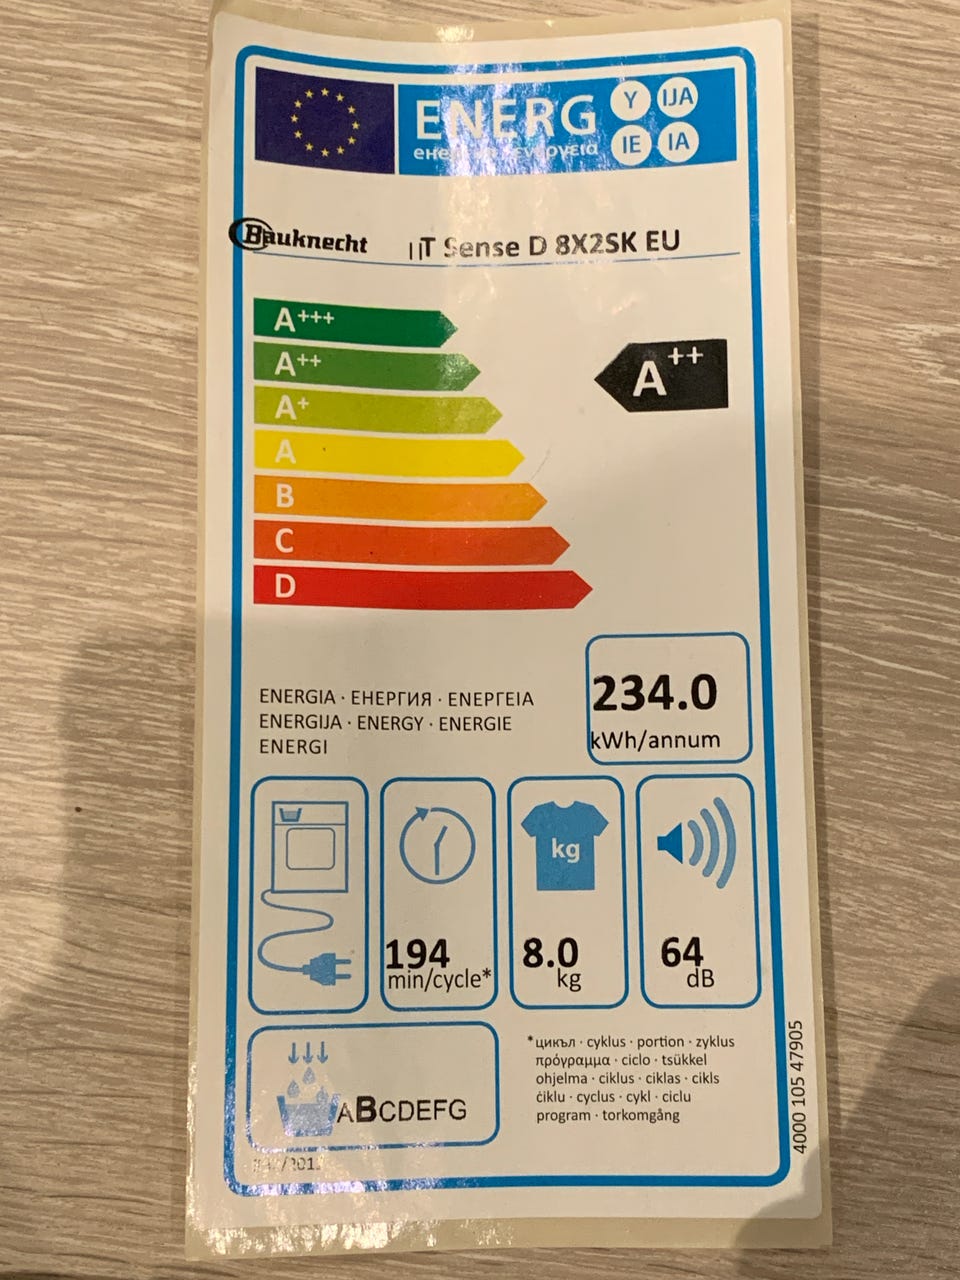 ENERG Y IJA
IE IA
Bauknecht T Sense D 8X2SK EU
A+++
A++
A++
A+
A
B
C
D
ENERGIA · ЕНЕРГИЯ · ΕΝΕΡΓΕΙΑ
ENERGIJA · ENERGY · ENERGIE
ENERGI
234.0
kWh/annum
194
min/cycle*
kg
8.0
kg
64
dB
ABCDEFG
*цикъл · cyklus · portion · zyklus
πρόγραμμα · ciclo · tsükkel
ohjelma · ciklus · ciklas · cikls
ċiklu · cyclus · cykl · ciclu
program · torkomgång
4000 105 47905